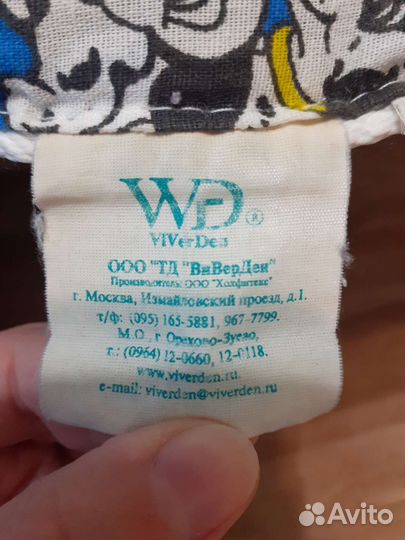 WD ®
ViVerDen
ООО "ТД "ВиВерДен"
Производитель: ООО "Холфитекс"
г. Москва, Измайловский проезд, д.1.
т/ф: (095) 165-5881, 967-7799.
М.О., г. Орехово-Зуево,
т.: (0964) 12-0660, 12-0118.
www.viverden.ru.
e-mail: viverden@viverden.ru
Avito